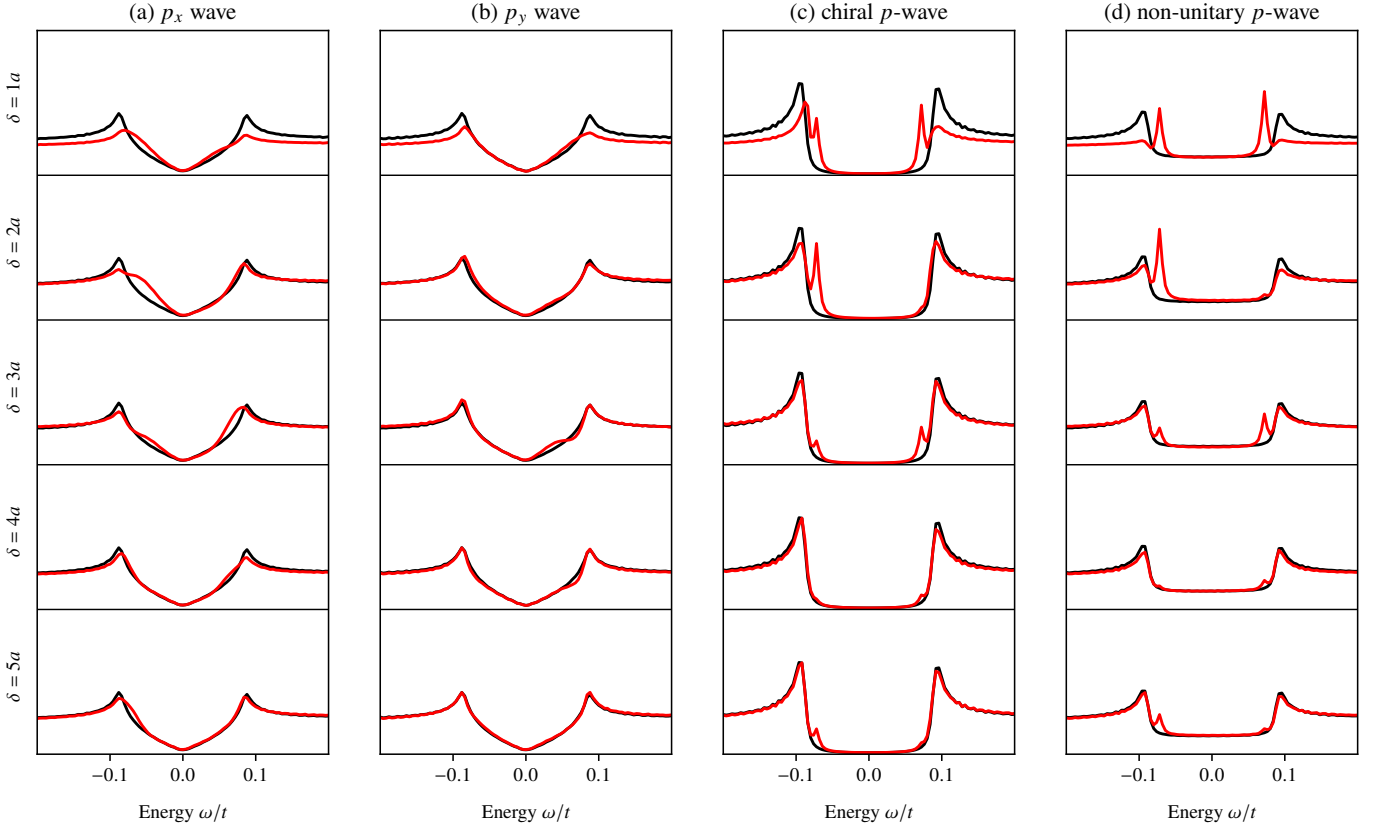 (a) p_x wave
(b) p_y wave
(c) chiral p-wave
(d) non-unitary p-wave
δ = 1a
δ = 2a
δ = 3a
δ = 4a
δ = 5a
−0.1 0.0 0.1
−0.1 0.0 0.1
−0.1 0.0 0.1
−0.1 0.0 0.1
Energy ω/t
Energy ω/t
Energy ω/t
Energy ω/t